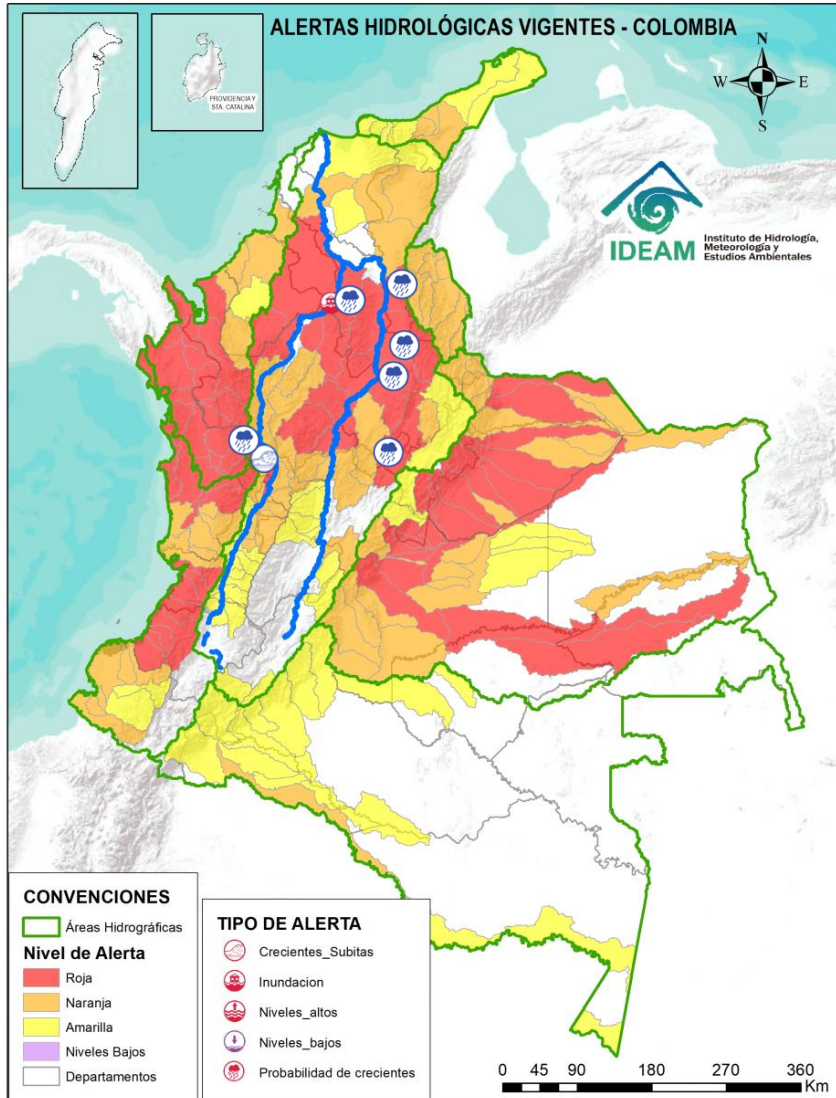 ALERTAS HIDROLÓGICAS VIGENTES - COLOMBIA
PROVIDENCIA Y
STA. CATALINA
N
W
E
S
IDEAM
Instituto de Hidrología,
Meteorología y
Estudios Ambientales
CONVENCIONES
Áreas Hidrográficas
Nivel de Alerta
Roja
Naranja
Amarilla
Niveles Bajos
Departamentos
TIPO DE ALERTA
Crecientes_Subitas
Inundacion
Niveles_altos
Niveles_bajos
Probabilidad de crecientes
0 45 90 180 270 360
Km